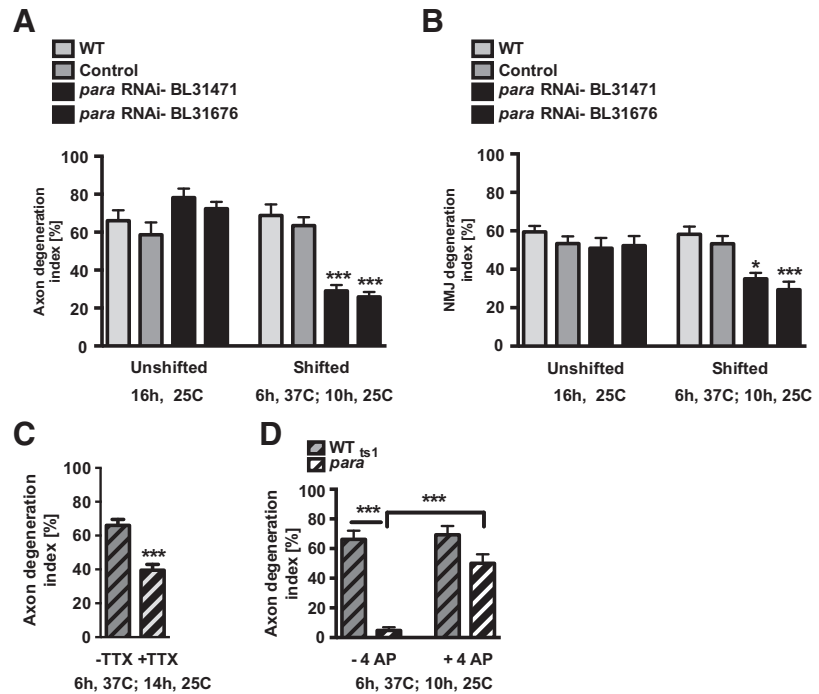 A
WT
Control
para RNAi- BL31471
para RNAi- BL31676
Axon degeneration
index [%]
100
80
60
40
20
0
***
***
Unshifted
Shifted
16h, 25C
6h, 37C; 10h, 25C
B
WT
Control
para RNAi- BL31471
para RNAi- BL31676
NMJ degeneration
index [%]
100
80
60
40
20
0
*
***
Unshifted
Shifted
16h, 25C
6h, 37C; 10h, 25C
C
Axon degeneration
index [%]
100
80
60
40
20
0
***
-TTX +TTX
6h, 37C; 14h, 25C
D
WT
para ts1
Axon degeneration
index [%]
100
80
60
40
20
0
***
***
- 4 AP
+ 4 AP
6h, 37C; 10h, 25C